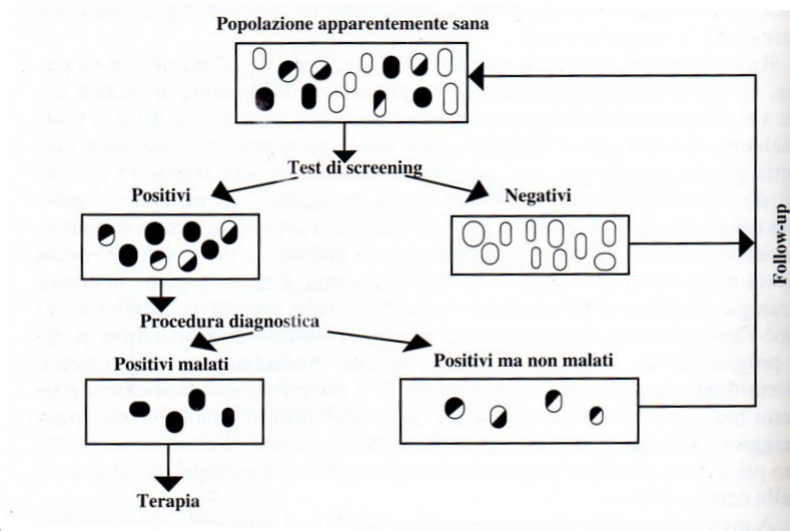 Popolazione apparentemente sana
Test di screening
Positivi
Negativi
Follow-up
Procedura diagnostica
Positivi malati
Positivi ma non malati
Terapia